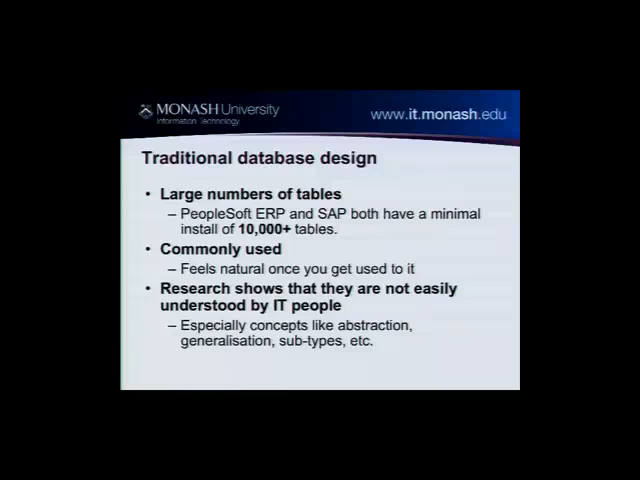 MONASH University
Information Technology
www.it.monash.edu
Traditional database design
• Large numbers of tables
– PeopleSoft ERP and SAP both have a minimal
install of 10,000+ tables.
• Commonly used
– Feels natural once you get used to it
• Research shows that they are not easily
understood by IT people
– Especially concepts like abstraction,
generalisation, sub-types, etc.